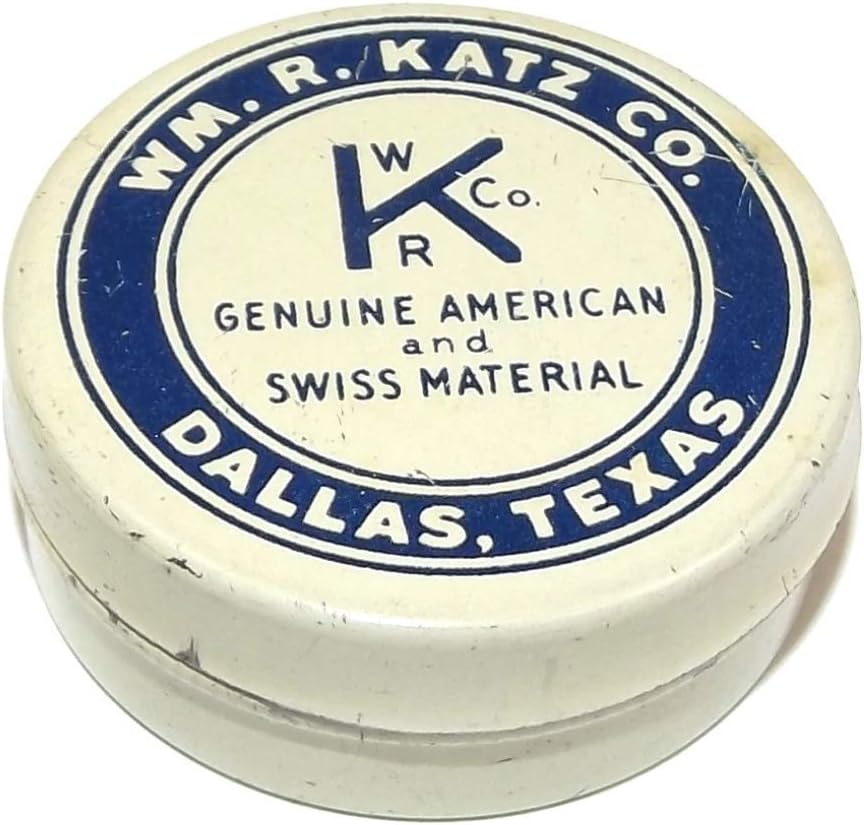 WM. R. KATZ CO.
W
K Co.
R
GENUINE AMERICAN
and
SWISS MATERIAL
DALLAS, TEXAS